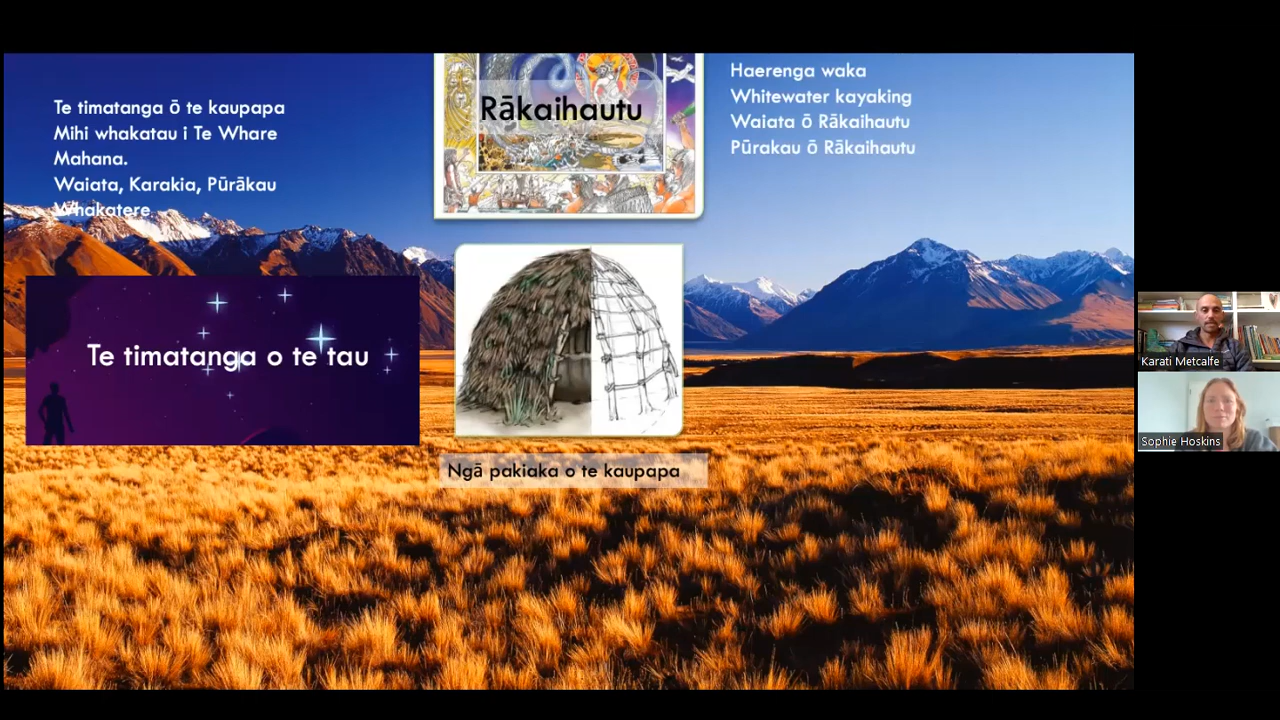 Te timatanga ō te kaupapa
Mihi whakatau i Te Whare
Mahana.
Waiata, Karakia, Pūrākau
Whakatere
Rākaihautu
Haerenga waka
Whitewater kayaking
Waiata ō Rākaihautu
Pūrakau ō Rākaihautu
Te timatanga o te tau
Ngā pakiaka o te kaupapa
Karati Metcalfe
Sophie Hoskins